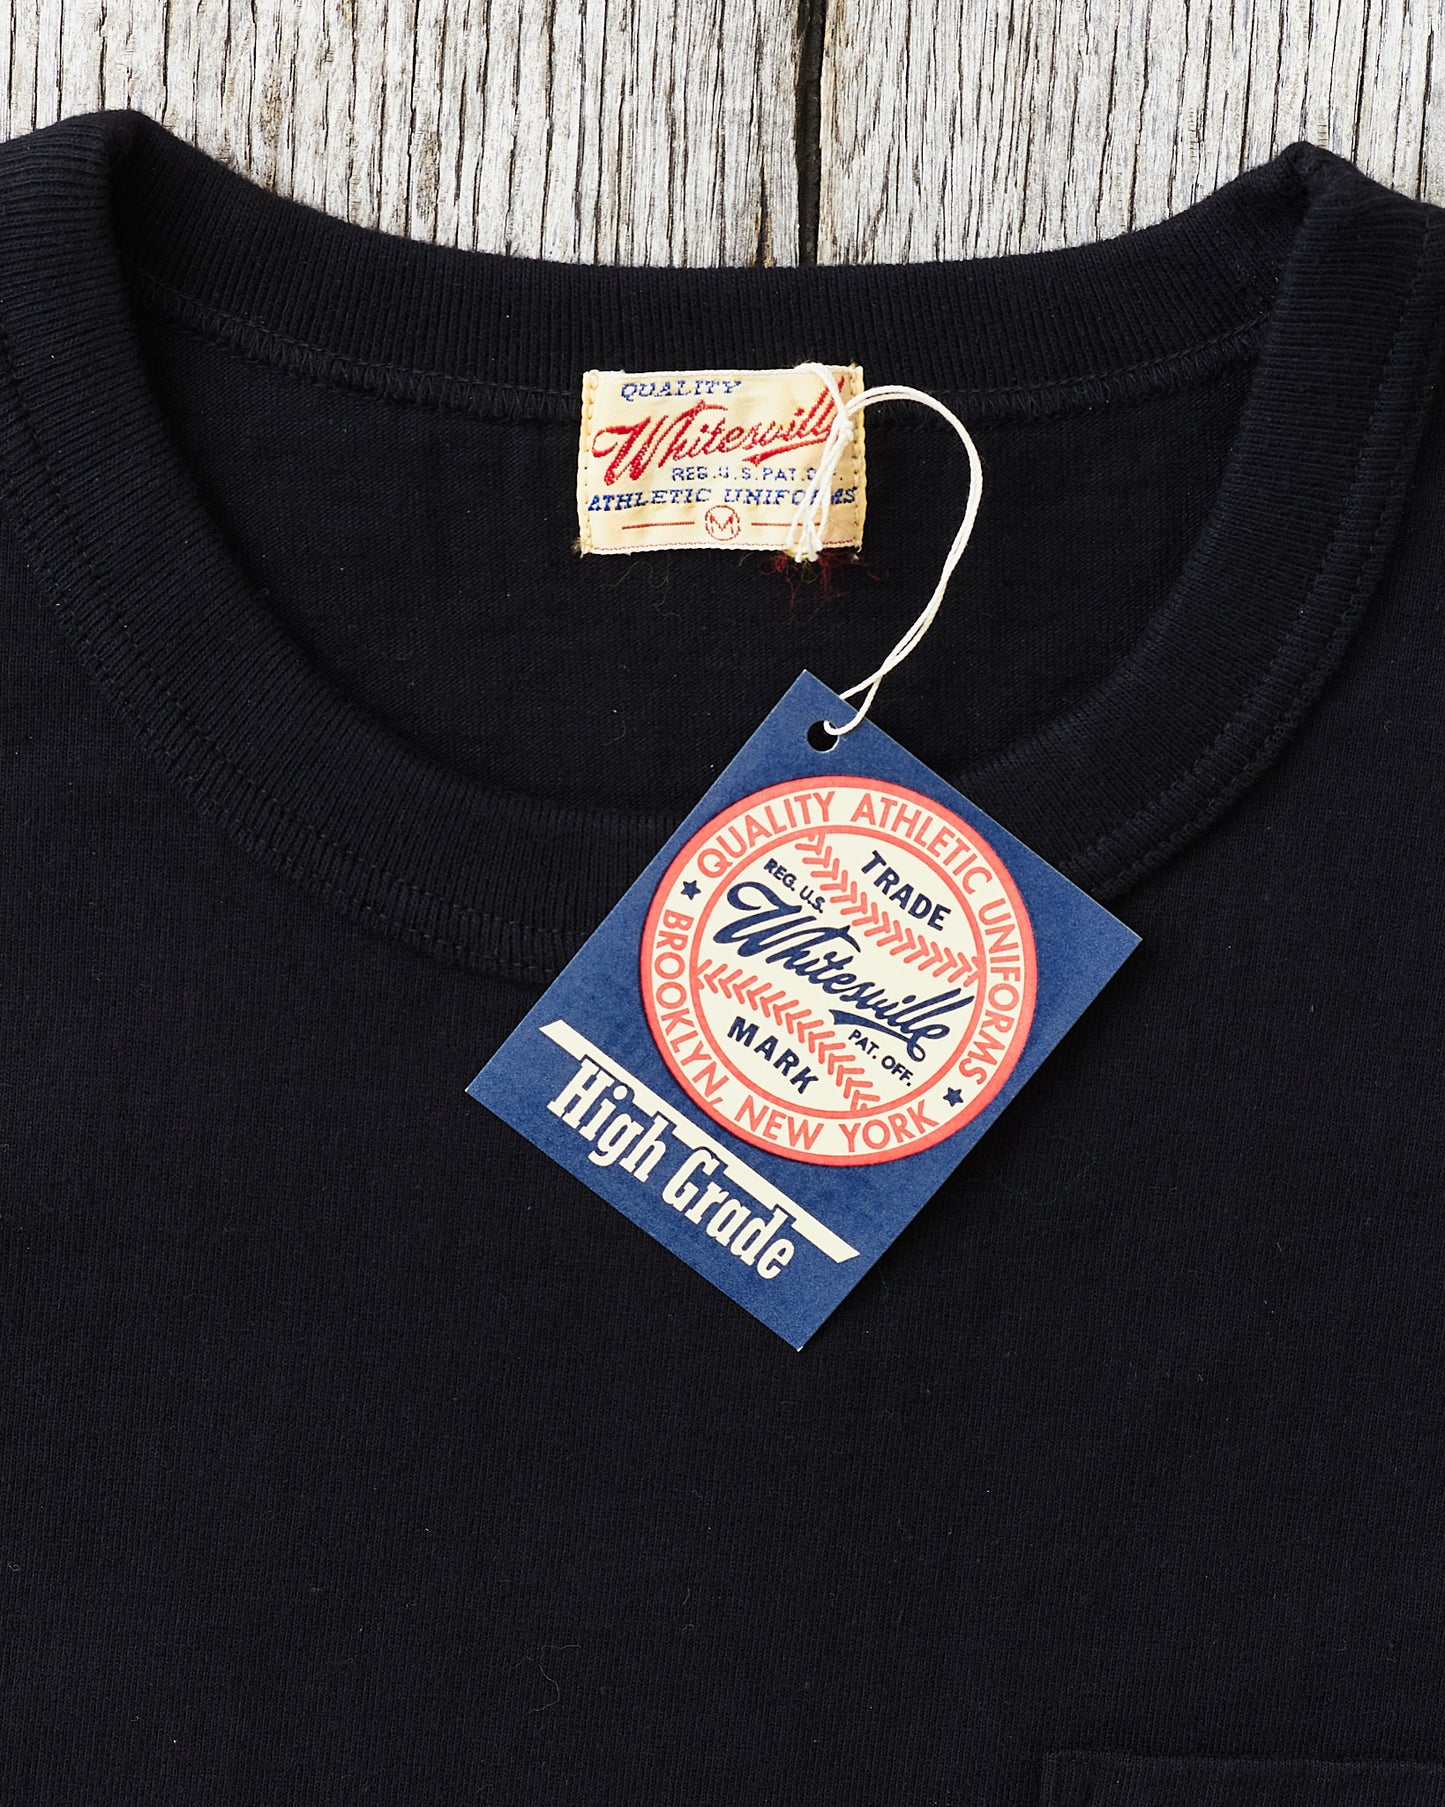 QUALITY
Whitesville
REG.U.S.PAT.
ATHLETIC UNIFORMS
M
QUALITY ATHLETIC UNIFORMS
TRADE
REG. U.S.
Whitesville
PAT. OFF.
MARK
BROOKLYN, NEW YORK
High Grade